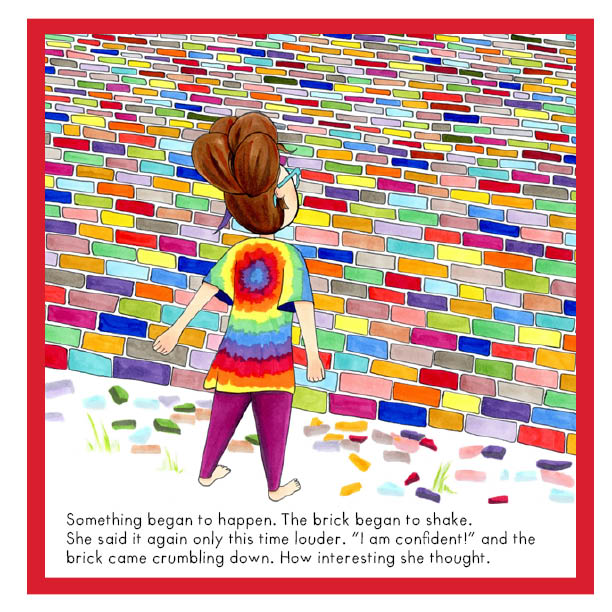 Something began to happen. The brick began to shake.
She said it again only this time louder. "I am confident!" and the
brick came crumbling down. How interesting she thought.